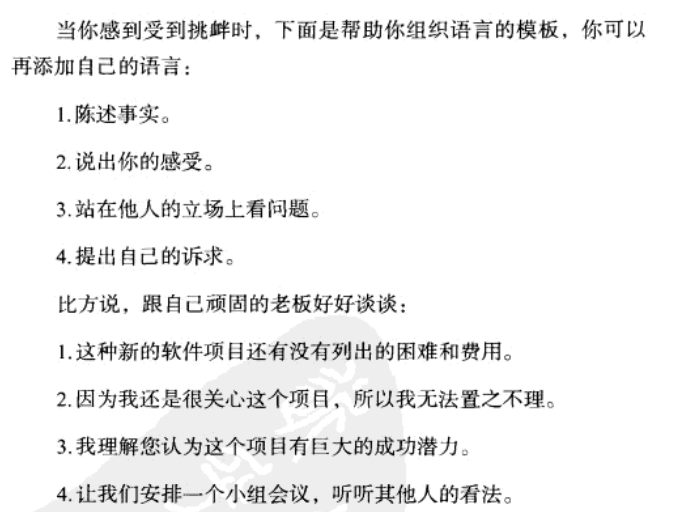 当你感到受到挑衅时，下面是帮助你组织语言的模板，你可以
再添加自己的语言：
1.陈述事实。
2.说出你的感受。
3.站在他人的立场上看问题。
4.提出自己的诉求。
比方说，跟自己顽固的老板好好谈谈：
1.这种新的软件项目还有没有列出的困难和费用。
2.因为我还是很关心这个项目，所以我无法置之不理。
3.我理解您认为这个项目有巨大的成功潜力。
4.让我们安排一个小组会议，听听其他人的看法。